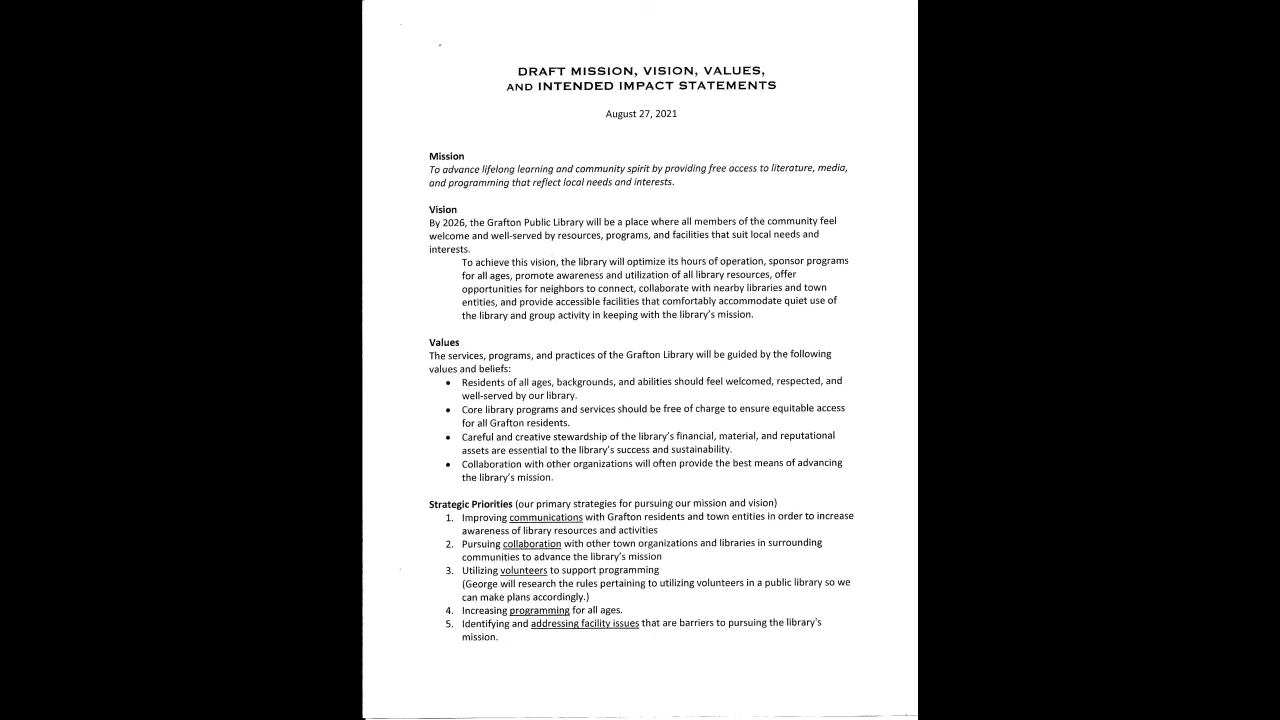 DRAFT MISSION, VISION, VALUES,
AND INTENDED IMPACT STATEMENTS
August 27, 2021
Mission
To advance lifelong learning and community spirit by providing free access to literature, media,
and programming that reflect local needs and interests.
Vision
By 2026, the Grafton Public Library will be a place where all members of the community feel
welcome and well-served by resources, programs, and facilities that suit local needs and
interests.
To achieve this vision, the library will optimize its hours of operation, sponsor programs
for all ages, promote awareness and utilization of all library resources, offer
opportunities for neighbors to connect, collaborate with nearby libraries and town
entities, and provide accessible facilities that comfortably accommodate quiet use of
the library and group activity in keeping with the library's mission.
Values
The services, programs, and practices of the Grafton Library will be guided by the following
values and beliefs:
• Residents of all ages, backgrounds, and abilities should feel welcomed, respected, and
well-served by our library.
• Core library programs and services should be free of charge to ensure equitable access
for all Grafton residents.
• Careful and creative stewardship of the library's financial, material, and reputational
assets are essential to the library's success and sustainability.
• Collaboration with other organizations will often provide the best means of advancing
the library's mission.
Strategic Priorities (our primary strategies for pursuing our mission and vision)
1. Improving communications with Grafton residents and town entities in order to increase
awareness of library resources and activities
2. Pursuing collaboration with other town organizations and libraries in surrounding
communities to advance the library's mission
3. Utilizing volunteers to support programming
(George will research the rules pertaining to utilizing volunteers in a public library so we
can make plans accordingly.)
4. Increasing programming for all ages.
5. Identifying and addressing facility issues that are barriers to pursuing the library's
mission.